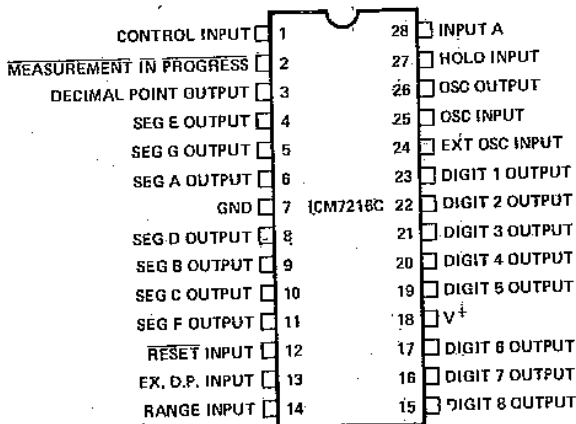 CONTROL INPUT 1
MEASUREMENT IN PROGRESS 2
DECIMAL POINT OUTPUT 3
SEG E OUTPUT 4
SEG G OUTPUT 5
SEG A OUTPUT 6
GND 7
SEG D OUTPUT 8
SEG B OUTPUT 9
SEG C OUTPUT 10
SEG F OUTPUT 11
RESET INPUT 12
EX. D.P. INPUT 13
RANGE INPUT 14
ICM7216C
28 INPUT A
27 HOLD INPUT
26 OSC OUTPUT
25 OSC INPUT
24 EXT OSC INPUT
23 DIGIT 1 OUTPUT
22 DIGIT 2 OUTPUT
21 DIGIT 3 OUTPUT
20 DIGIT 4 OUTPUT
19 DIGIT 5 OUTPUT
18 V+
17 DIGIT 6 OUTPUT
16 DIGIT 7 OUTPUT
15 DIGIT 8 OUTPUT